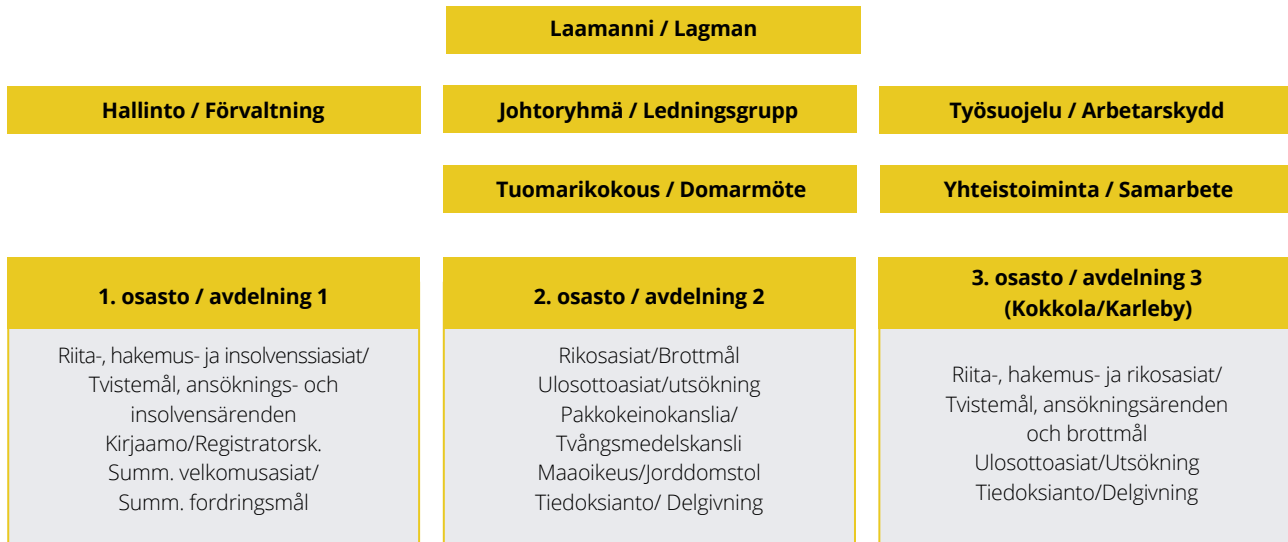 Laamanni / Lagman
Hallinto / Förvaltning
Johtoryhmä / Ledningsgrupp
Työsuojelu / Arbetarskydd
Tuomarikokous / Domarmöte
Yhteistoiminta / Samarbete
1. osasto / avdelning 1
Riita-, hakemus- ja insolvenssiasiat/
Tvistemål, ansöknings- och
insolvensärenden
Kirjaamo/Registratorsk.
Summ. velkomusasiat/
Summ. fordringsmål
2. osasto / avdelning 2
Rikosasiat/Brottmål
Ulosottoasiat/utsökning
Pakkokeinokanslia/
Tvångsmedelskansli
Maaoikeus/Jorddomstol
Tiedoksianto/ Delgivning
3. osasto / avdelning 3
(Kokkola/Karleby)
Riita-, hakemus- ja rikosasiat/
Tvistemål, ansökningsärenden
och brottmål
Ulosottoasiat/Utsökning
Tiedoksianto/Delgivning